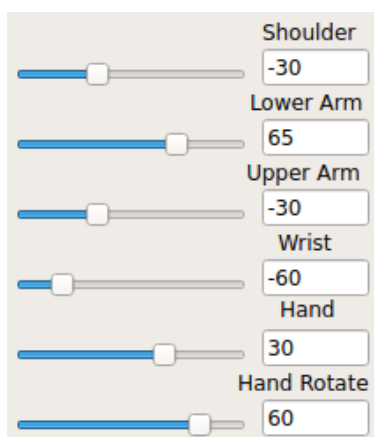 Shoulder
-30
Lower Arm
65
Upper Arm
-30
Wrist
-60
Hand
30
Hand Rotate
60